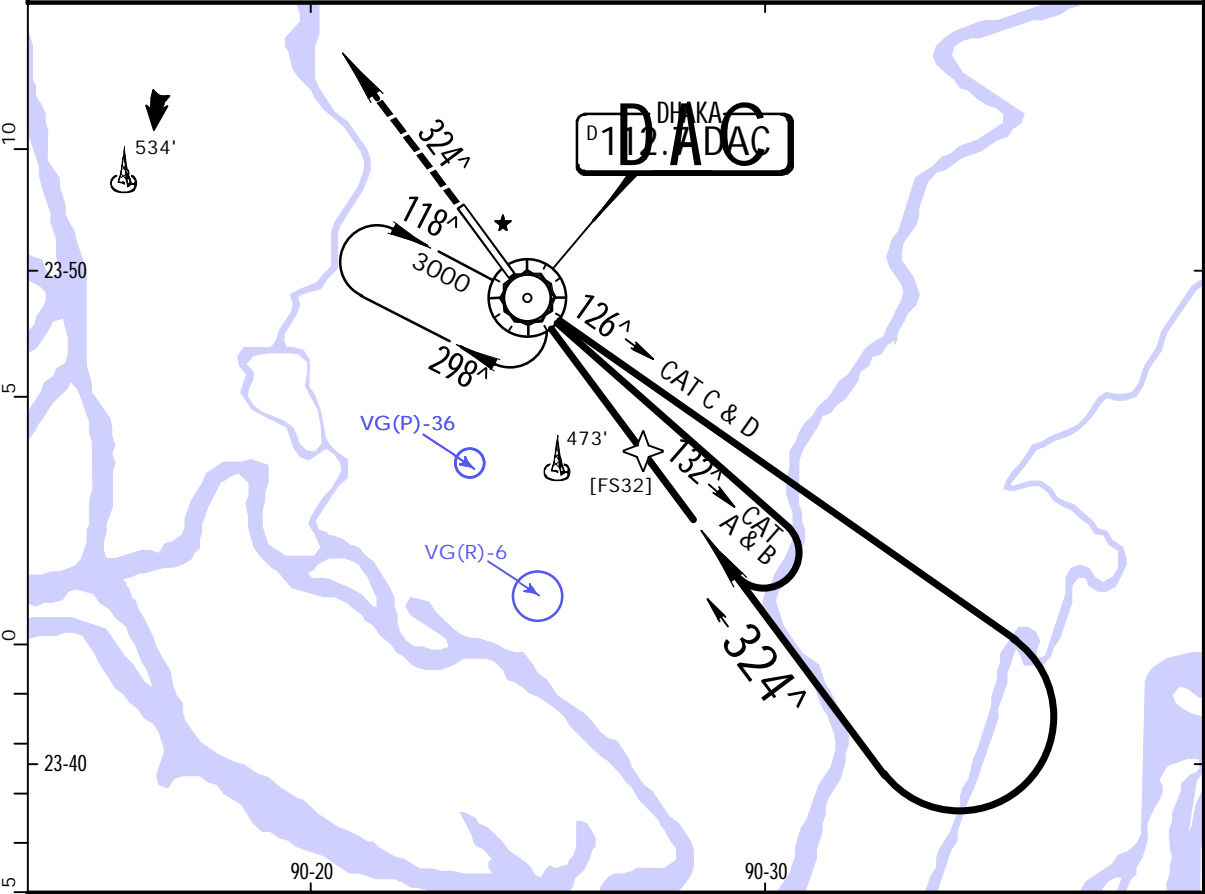 DHAKA
D 112.7 DAC
DAC
10
534'
324^
118^
3000
23-50
126^
CAT C & D
298^
5
VG(P)-36
473'
132^
[FS32]
CAT
A & B
VG(R)-6
0
324^
23-40
90-20
90-30
5